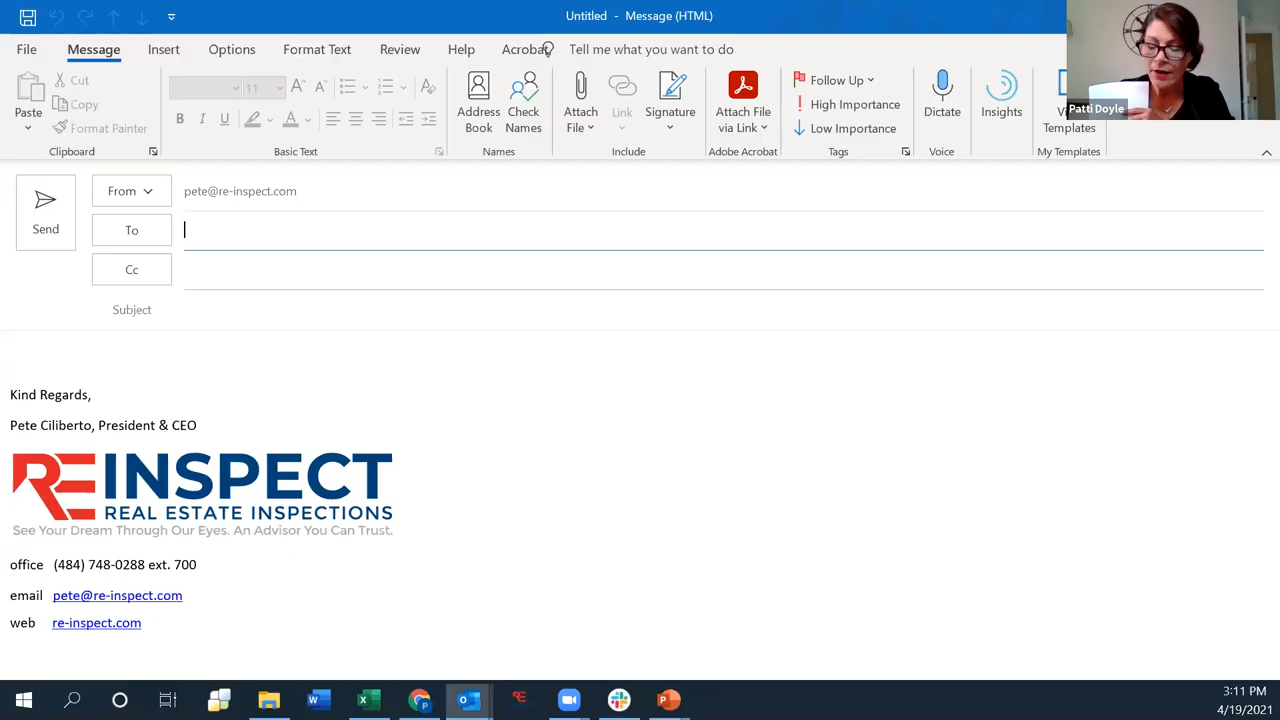 Untitled - Message (HTML)
File Message Insert Options Format Text Review Help Acrobat Tell me what you want to do
Paste
Cut
Copy
Format Painter
Clipboard
11
B I U A
Basic Text
Address Book
Check Names
Names
Attach File
Link
Signature
Include
Attach File via Link
Adobe Acrobat
Follow Up
High Importance
Low Importance
Tags
Dictate
Voice
Insights
Templates
My Templates
Patti Doyle
Send
From pete@re-inspect.com
To
Cc
Subject
Kind Regards,
Pete Ciliberto, President & CEO
RE INSPECT
REAL ESTATE INSPECTIONS
See Your Dream Through Our Eyes. An Advisor You Can Trust.
office (484) 748-0288 ext. 700
email pete@re-inspect.com
web re-inspect.com
3:11 PM
4/19/2021